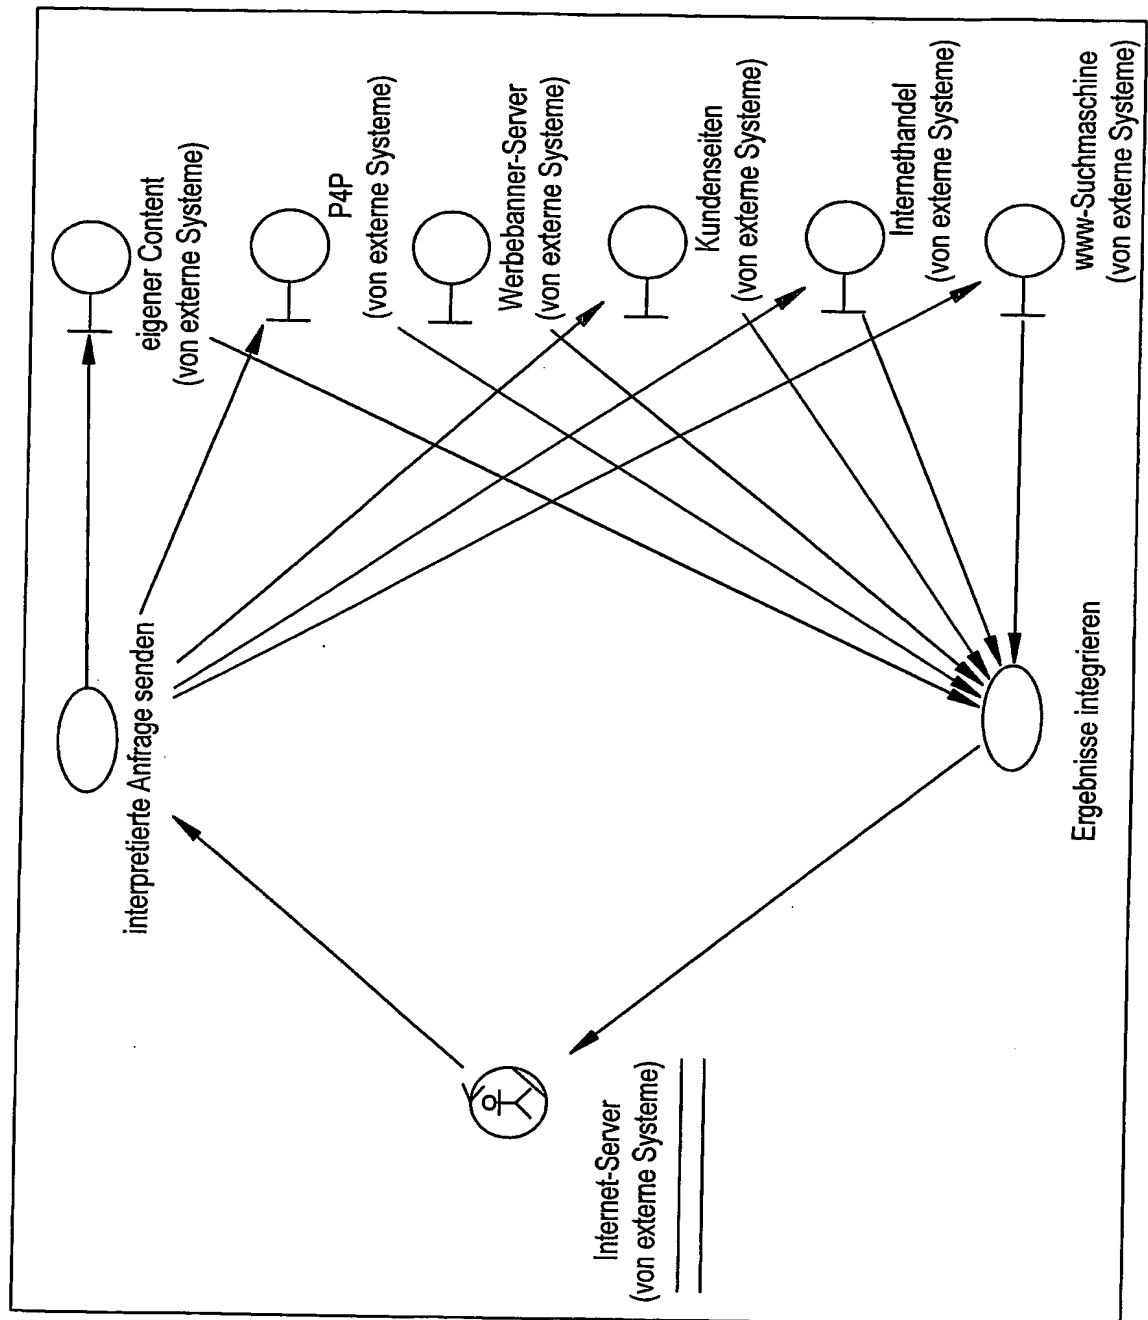 eigener Content
(von externe Systeme)
P4P
(von externe Systeme)
Werbebanner-Server
(von externe Systeme)
Kundenseiten
(von externe Systeme)
Internethandel
(von externe Systeme)
www-Suchmaschine
(von externe Systeme)
interpretierte Anfrage senden
Ergebnisse integrieren
Internet-Server
(von externe Systeme)